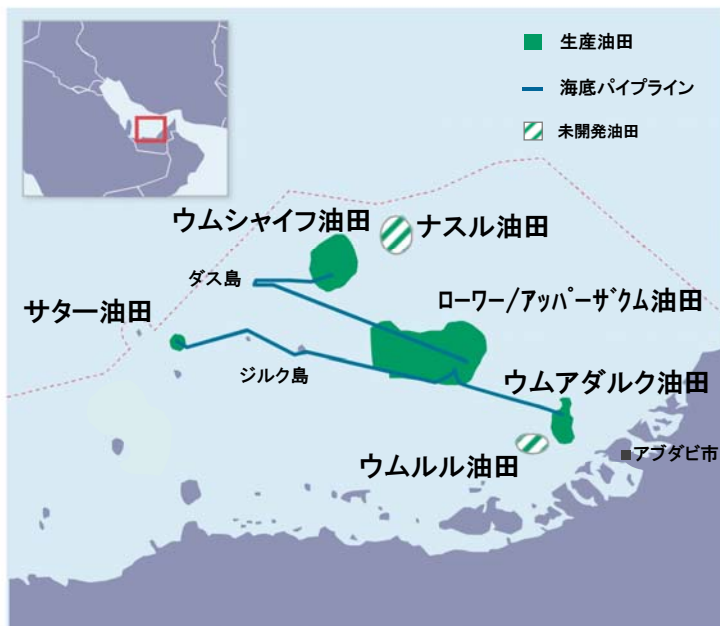 生産油田
海底パイプライン
未開発油田
ウムシャイフ油田
ナスル油田
ダス島
ローワー/アッパーザクム油田
サター油田
ジルク島
ウムアダルク油田
ウムルル油田
アブダビ市